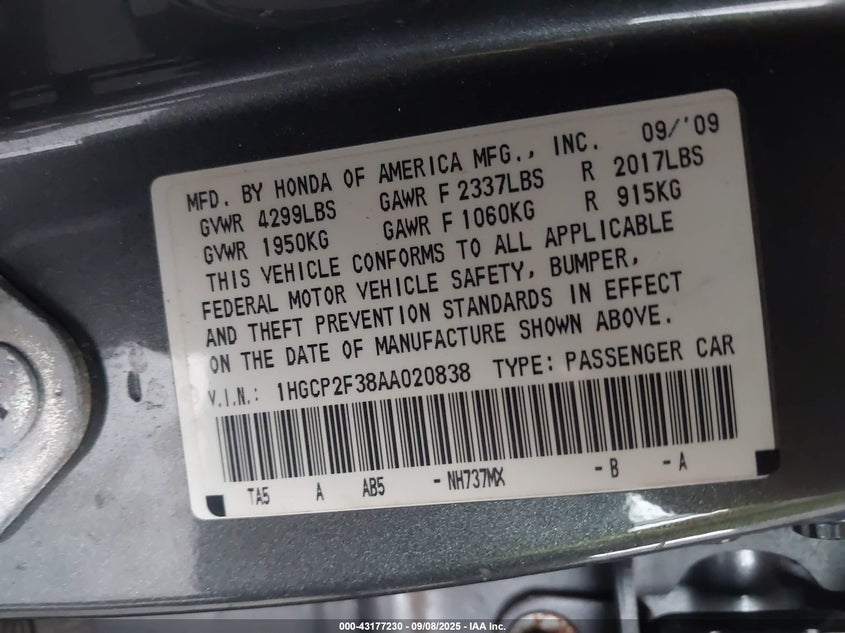 MFD. BY HONDA OF AMERICA MFG., INC. 09/'09
GVWR 4299LBS GAWR F 2337LBS R 2017LBS
GVWR 1950KG GAWR F 1060KG R 915KG
THIS VEHICLE CONFORMS TO ALL APPLICABLE
FEDERAL MOTOR VEHICLE SAFETY, BUMPER,
AND THEFT PREVENTION STANDARDS IN EFFECT
ON THE DATE OF MANUFACTURE SHOWN ABOVE.
V.I.N.: 1HGCP2F38AA020838 TYPE: PASSENGER CAR
TA5 A AB5 -NH737MX -B -A
000-43177230 - 09/08/2025 - IAA Inc.